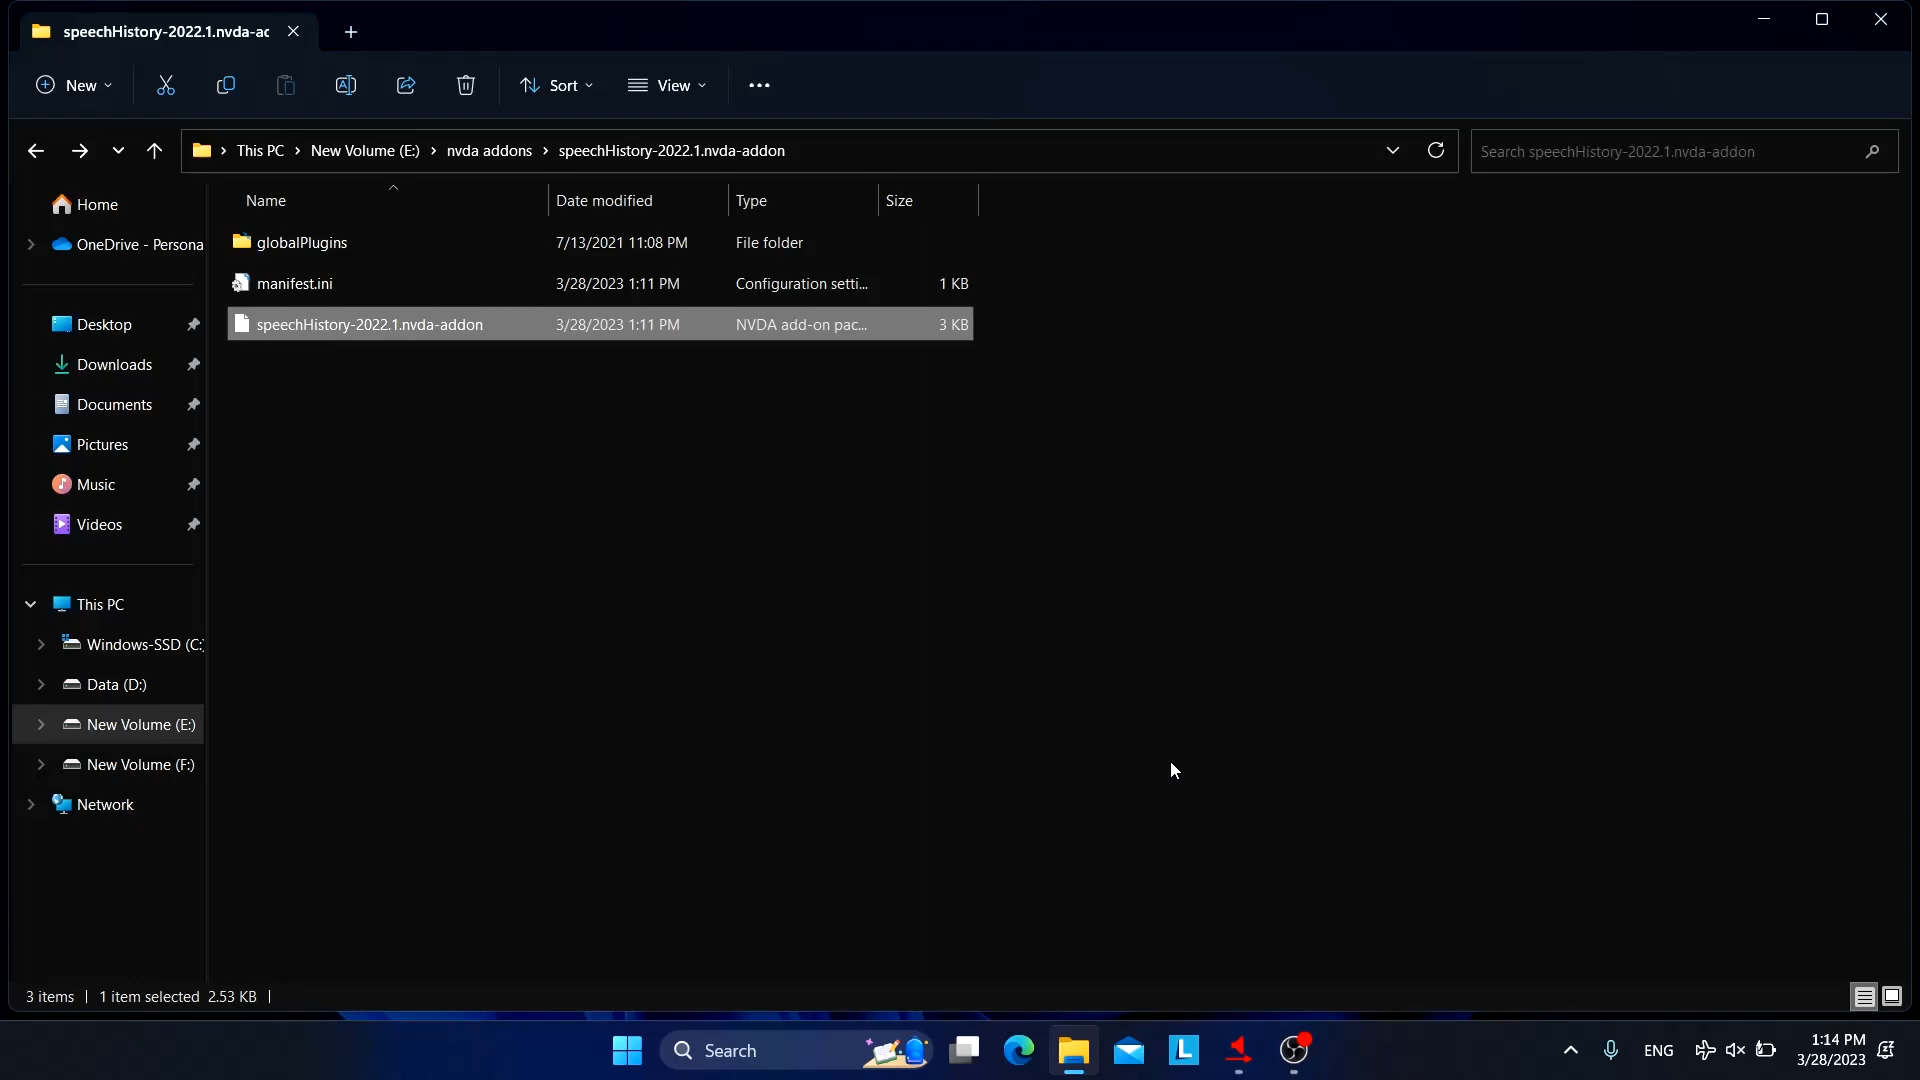 speechHistory-2022.1.nvda-ac
New
Sort
View
This PC > New Volume (E:) > nvda addons > speechHistory-2022.1.nvda-addon
Search speechHistory-2022.1.nvda-addon
Name Date modified Type Size
globalPlugins 7/13/2021 11:08 PM File folder
manifest.ini 3/28/2023 1:11 PM Configuration setti... 1 KB
speechHistory-2022.1.nvda-addon 3/28/2023 1:11 PM NVDA add-on pac... 3 KB
Home
OneDrive - Persona
Desktop
Downloads
Documents
Pictures
Music
Videos
This PC
Windows-SSD (C:)
Data (D:)
New Volume (E:)
New Volume (F:)
Network
3 items | 1 item selected 2.53 KB |
Search
L
ENG
1:14 PM
3/28/2023